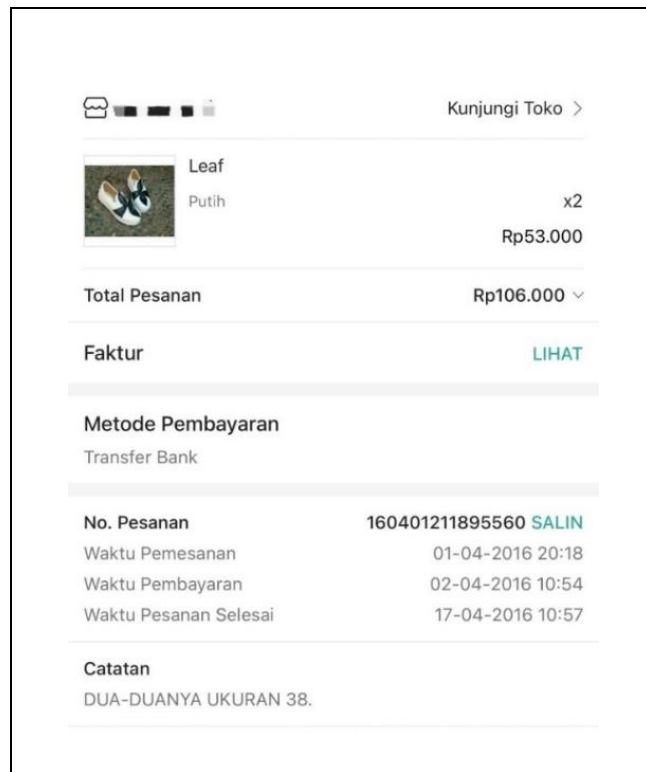 Kunjungi Toko >
Leaf
Putih x2
Rp53.000
Total Pesanan Rp106.000
Faktur LIHAT
Metode Pembayaran
Transfer Bank
No. Pesanan 160401211895560 SALIN
Waktu Pemesanan 01-04-2016 20:18
Waktu Pembayaran 02-04-2016 10:54
Waktu Pesanan Selesai 17-04-2016 10:57
Catatan
DUA-DUANYA UKURAN 38.